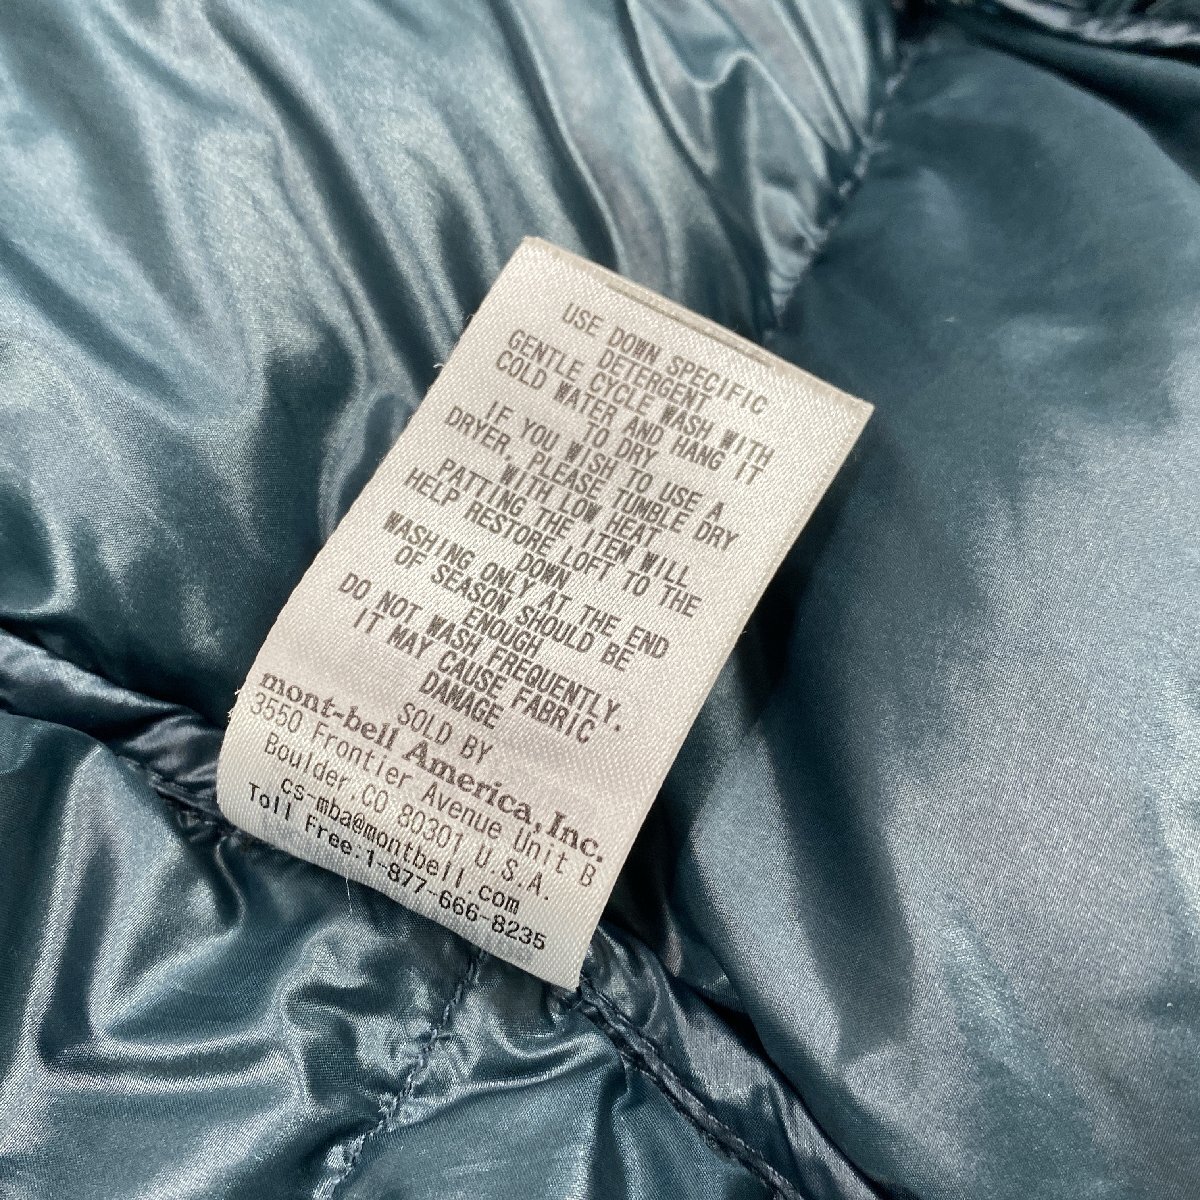 USE DOWN SPECIFIC
DETERGENT.
GENTLE CYCLE WASH WITH
COLD WATER AND HANG IT
TO DRY
IF YOU WISH TO USE A
DRYER, PLEASE TUMBLE DRY
WITH LOW HEAT
PATTING THE ITEM WILL
HELP RESTORE LOFT TO THE
DOWN
WASHING ONLY AT THE END
OF SEASON SHOULD BE
ENOUGH
DO NOT WASH FREQUENTLY.
IT MAY CAUSE FABRIC
DAMAGE
SOLD BY
mont-bell America, Inc.
3550 Frontier Avenue Unit B
Boulder,CO 80301 U.S.A.
cs-mba@montbell.com
Toll Free.1-877-666-8235